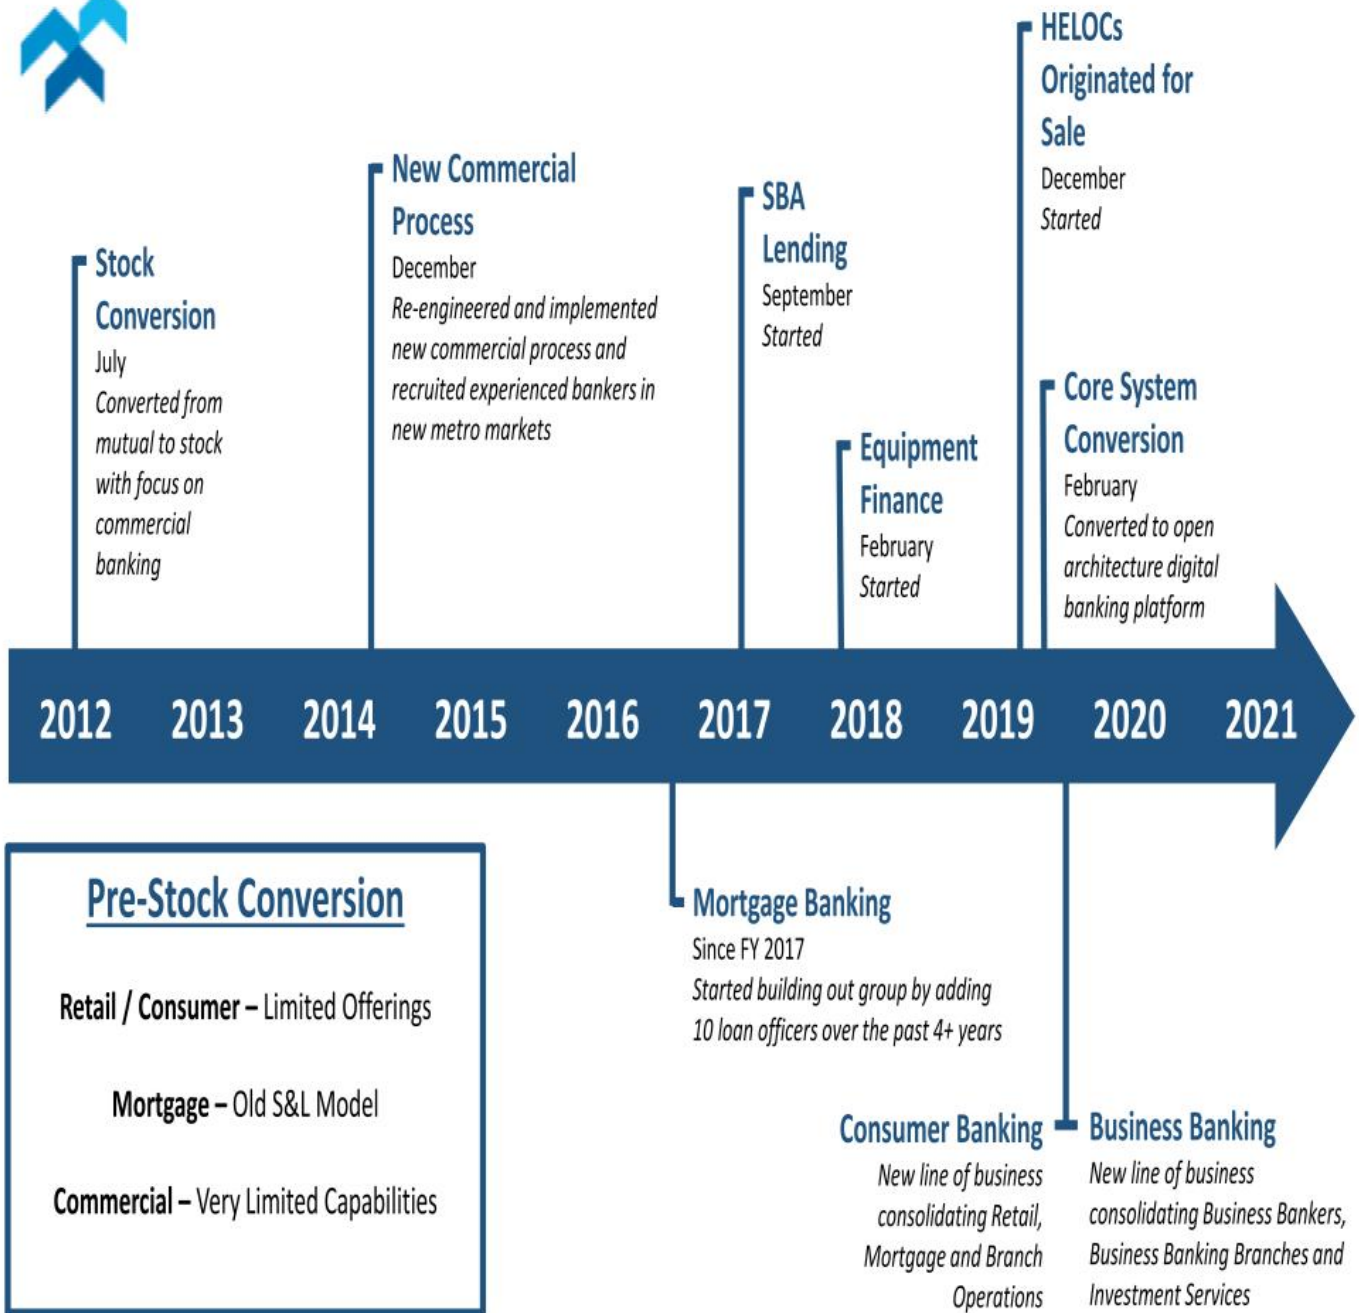 HELOCs
Originated for
Sale
December
Started
New Commercial
Process
December
Re-engineered and implemented
new commercial process and
recruited experienced bankers in
new metro markets
SBA
Lending
September
Started
Stock
Conversion
July
Converted from
mutual to stock
with focus on
commercial
banking
Core System
Conversion
February
Converted to open
architecture digital
banking platform
Equipment
Finance
February
Started
2012 2013 2014 2015 2016 2017 2018 2019 2020 2021
Pre-Stock Conversion
Retail / Consumer – Limited Offerings
Mortgage – Old S&L Model
Commercial – Very Limited Capabilities
Mortgage Banking
Since FY 2017
Started building out group by adding
10 loan officers over the past 4+ years
Consumer Banking
New line of business
consolidating Retail,
Mortgage and Branch
Operations
Business Banking
New line of business
consolidating Business Bankers,
Business Banking Branches and
Investment Services